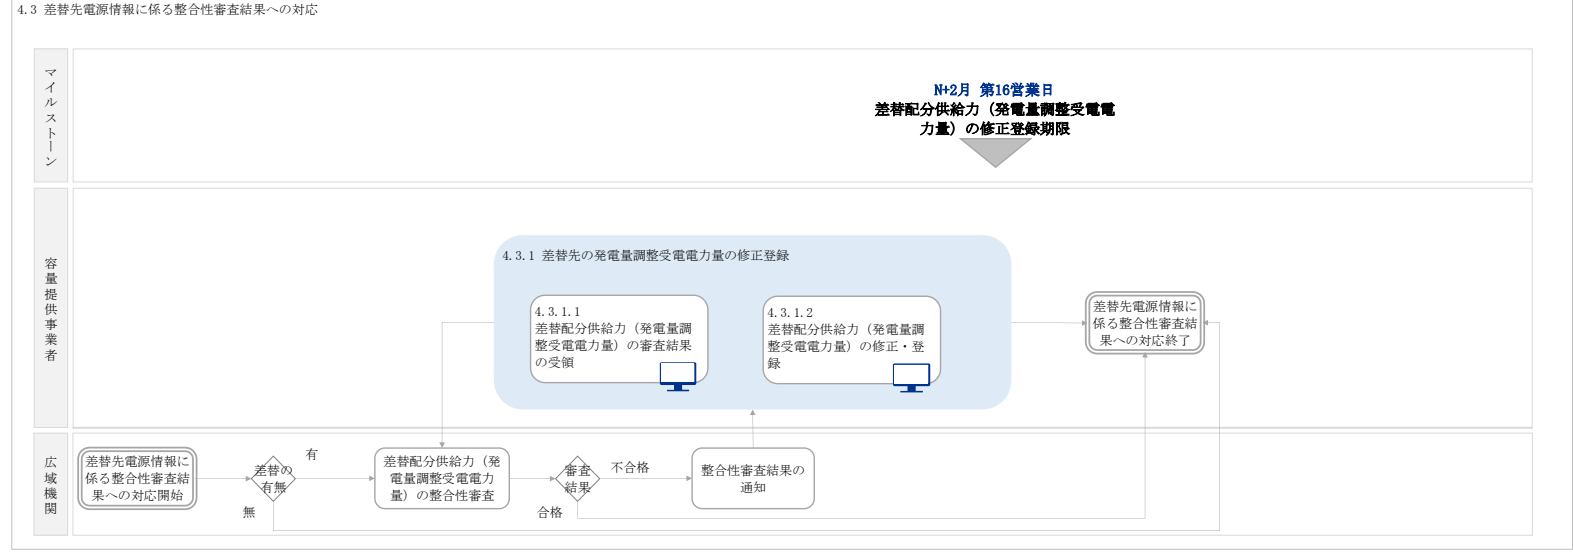 4.3 差替先電源情報に係る整合性審査結果への対応
マイルストーン
N+2月 第16営業日
差替配分供給力（発電量調整受電電
力量）の修正登録期限
容量提供事業者
4.3.1 差替先の発電量調整受電電力量の修正登録
4.3.1.1
差替配分供給力（発電量調
整受電電力量）の審査結果
の受領
4.3.1.2
差替配分供給力（発電量調
整受電電力量）の修正・登
録
差替先電源情報に
係る整合性審査結
果への対応終了
広域機関
差替先電源情報に
係る整合性審査結
果への対応開始
差替の
有無
有
無
差替配分供給力（発
電量調整受電電力
量）の整合性審査
審査
結果
不合格
合格
整合性審査結果の
通知